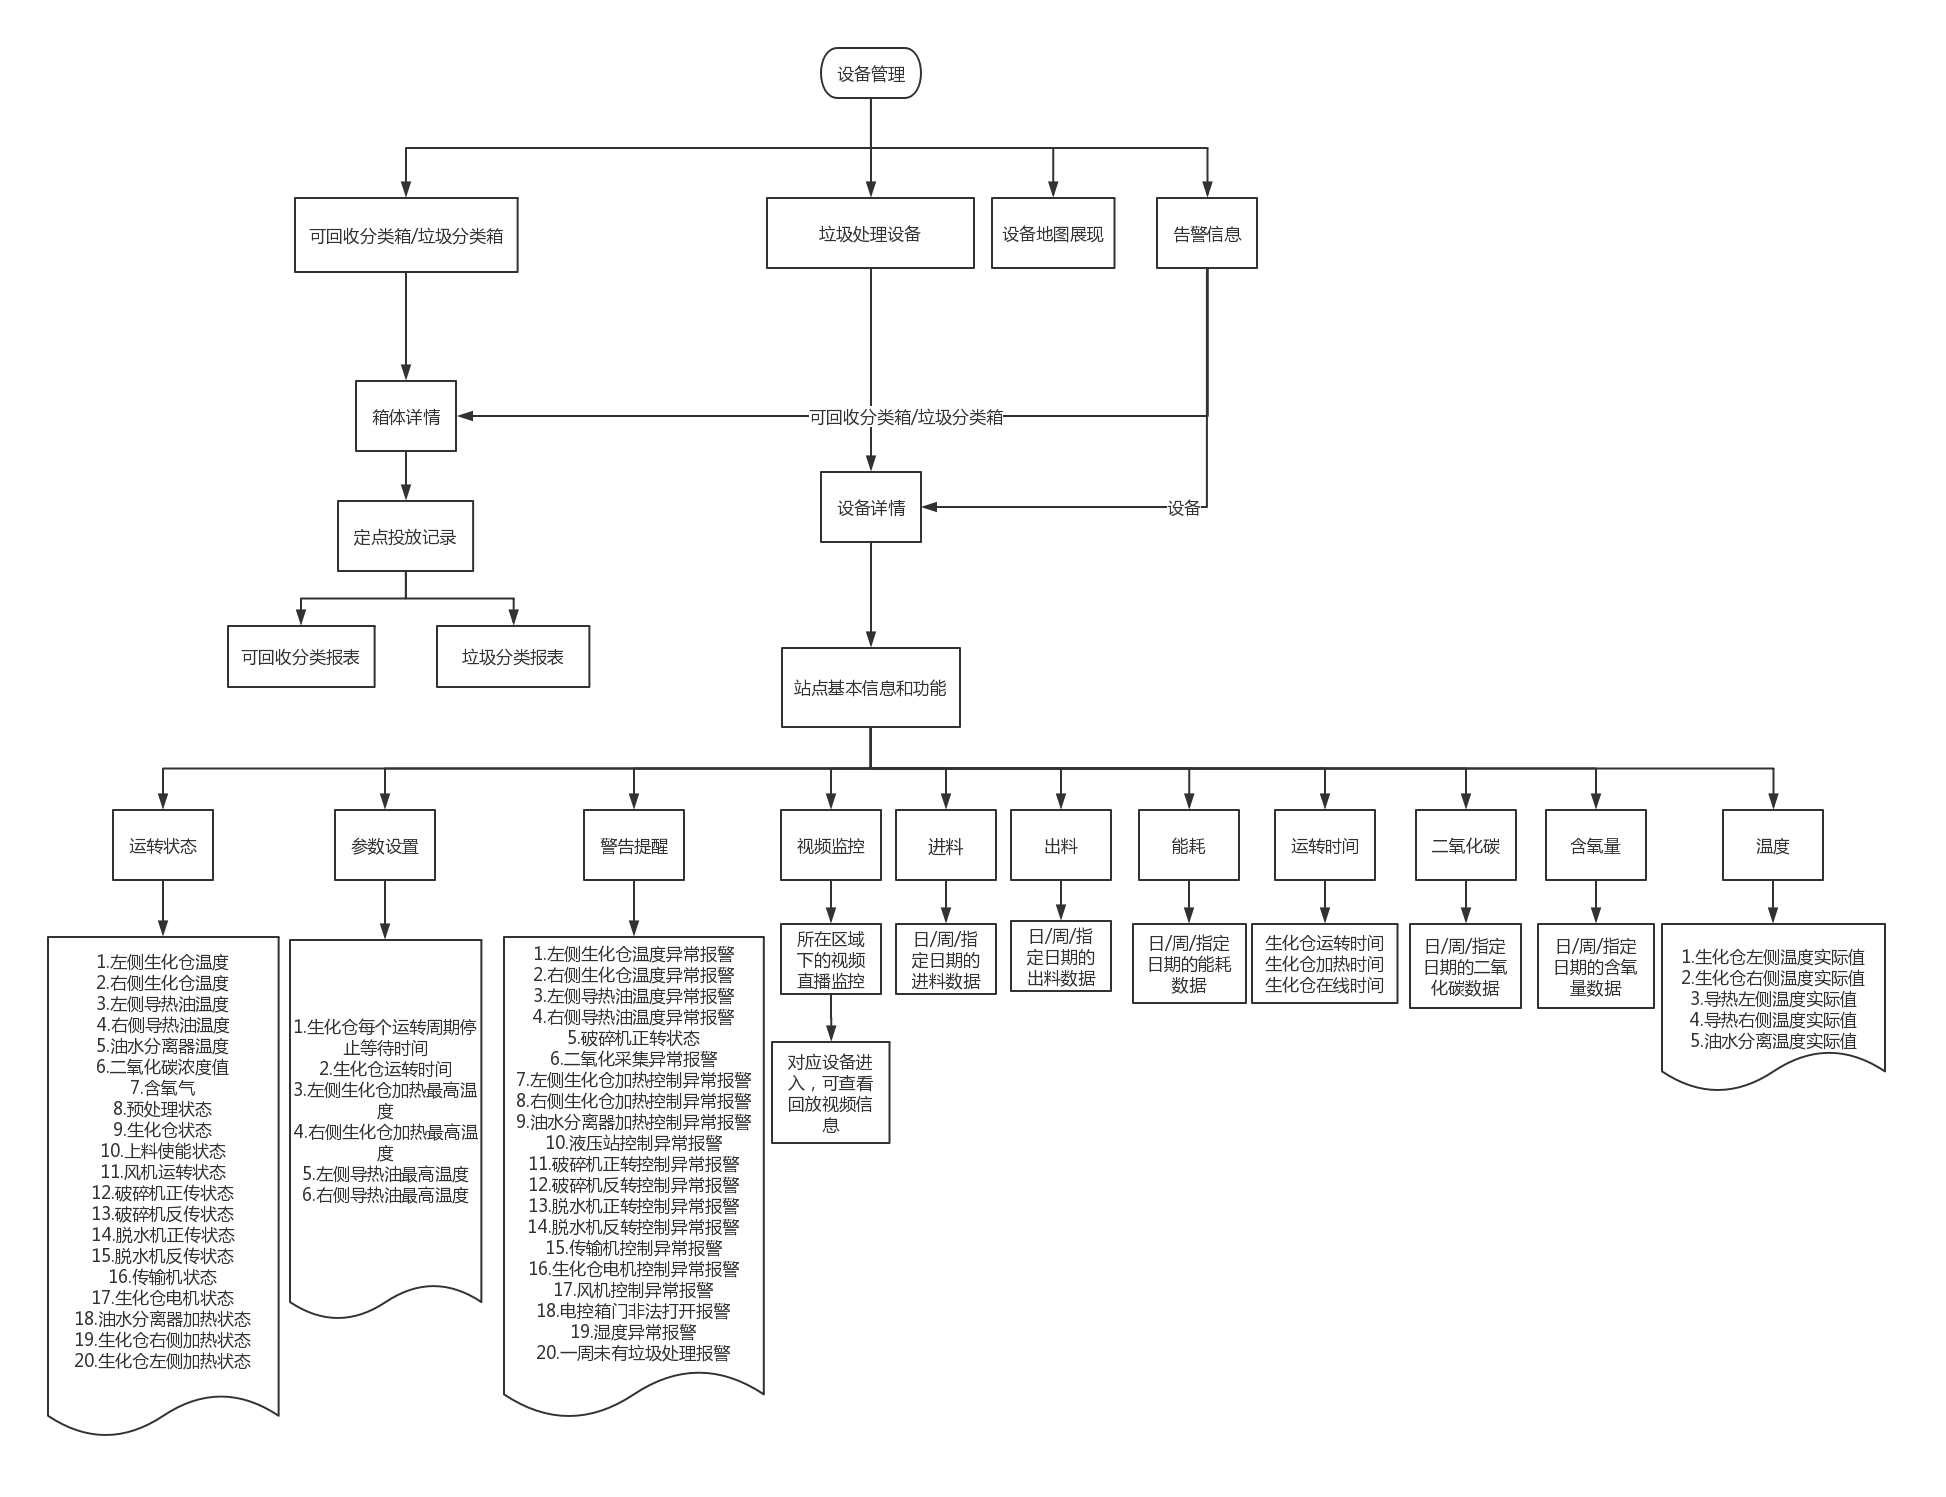 设备管理
可回收分类箱/垃圾分类箱
垃圾处理设备
设备地图展现
告警信息
箱体详情
可回收分类箱/垃圾分类箱
设备详情
设备
定点投放记录
可回收分类报表
垃圾分类报表
站点基本信息和功能
运转状态
参数设置
警告提醒
视频监控
进料
出料
能耗
运转时间
二氧化碳
含氧量
温度
1.左侧生化仓温度
2.右侧生化仓温度
3.左侧导热油温度
4.右侧导热油温度
5.油水分离器温度
6.二氧化碳浓度值
7.含氧气
8.预处理状态
9.生化仓状态
10.上料使能状态
11.风机运转状态
12.破碎机正传状态
13.破碎机反传状态
14.脱水机正传状态
15.脱水机反传状态
16.传输机状态
17.生化仓电机状态
18.油水分离器加热状态
19.生化仓右侧加热状态
20.生化仓左侧加热状态
1.生化仓每个运转周期停
止等待时间
2.生化仓运转时间
3.左侧生化仓加热最高温
度
4.右侧生化仓加热最高温
度
5.左侧导热油最高温度
6.右侧导热油最高温度
1.左侧生化仓温度异常报警
2.右侧生化仓温度异常报警
3.左侧导热油温度异常报警
4.右侧导热油温度异常报警
5.破碎机正转状态
6.二氧化采集异常报警
7.左侧生化仓加热控制异常报警
8.右侧生化仓加热控制异常报警
9.油水分离器加热控制异常报警
10.液压站控制异常报警
11.破碎机正转控制异常报警
12.破碎机反转控制异常报警
13.脱水机正转控制异常报警
14.脱水机反转控制异常报警
15.传输机控制异常报警
16.生化仓电机控制异常报警
17.风机控制异常报警
18.电控箱门非法打开报警
19.湿度异常报警
20.一周未有垃圾处理报警
所在区域
下的视频
直播监控
对应设备进
入，可查看
回放视频信
息
日/周/指
定日期的
进料数据
日/周/指
定日期的
出料数据
日/周/指定
日期的能耗
数据
生化仓运转时间
生化仓加热时间
生化仓在线时间
日/周/指定
日期的二氧
化碳数据
日/周/指定
日期的含氧
量数据
1.生化仓左侧温度实际值
2.生化仓右侧温度实际值
3.导热左侧温度实际值
4.导热右侧温度实际值
5.油水分离温度实际值